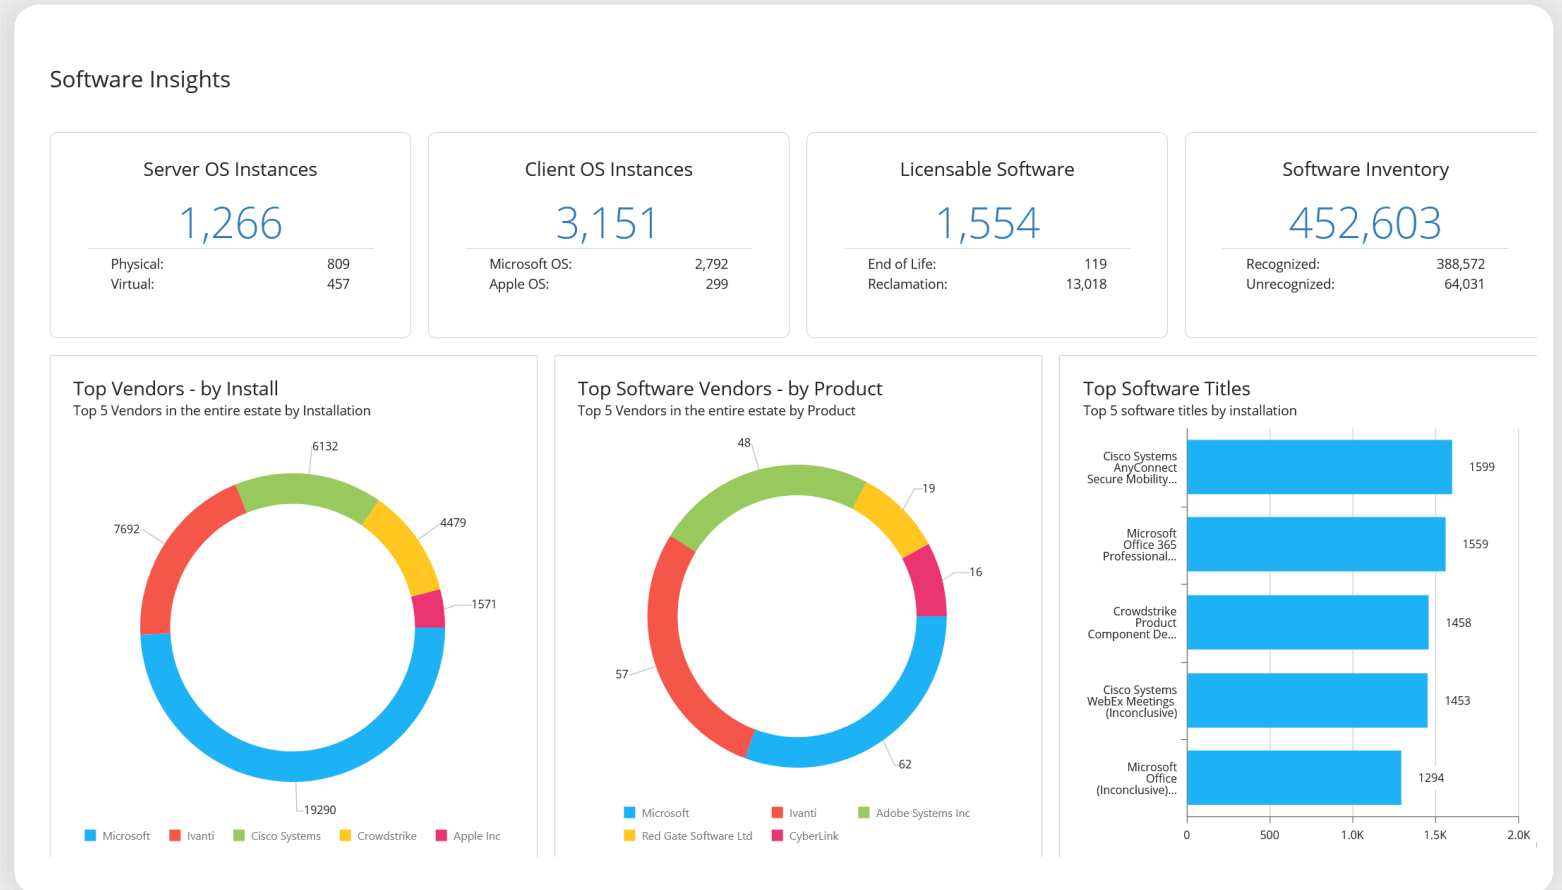 Software Insights
Server OS Instances
1,266
Physical: 809
Virtual: 457
Client OS Instances
3,151
Microsoft OS: 2,792
Apple OS: 299
Licensable Software
1,554
End of Life: 119
Reclamation: 13,018
Software Inventory
452,603
Recognized: 388,572
Unrecognized: 64,031
Top Vendors - by Install
Top 5 Vendors in the entire estate by Installation
6132
7692
4479
1571
19290
Microsoft Ivanti Cisco Systems Crowdstrike Apple Inc
Top Software Vendors - by Product
Top 5 Vendors in the entire estate by Product
48
19
16
57
62
Microsoft Ivanti Adobe Systems Inc
Red Gate Software Ltd CyberLink
Top Software Titles
Top 5 software titles by installation
Cisco Systems
AnyConnect
Secure Mobility...
1599
Microsoft
Office 365
Professional...
1559
Crowdstrike
Product
Component De...
1458
Cisco Systems
WebEx Meetings
(Inconclusive)
1453
Microsoft
Office
(Inconclusive)...
1294
0 500 1.0K 1.5K 2.0K